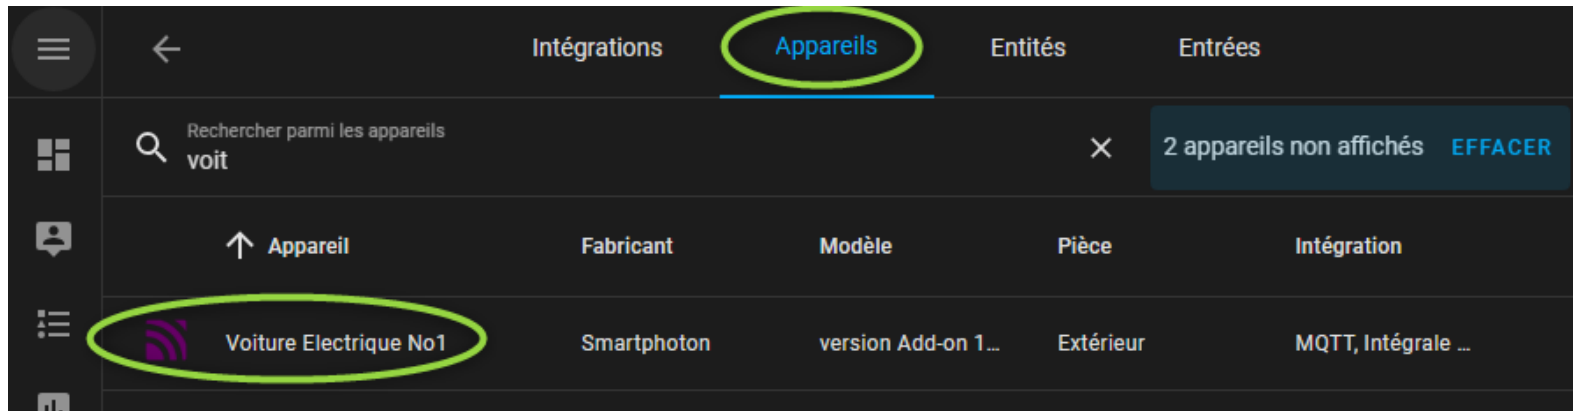 Intégrations Appareils Entités Entrées
Rechercher parmi les appareils
voit
2 appareils non affichés EFFACER
Appareil Fabricant Modèle Pièce Intégration
Voiture Electrique No1 Smartphoton version Add-on 1... Extérieur MQTT, Intégrale ...